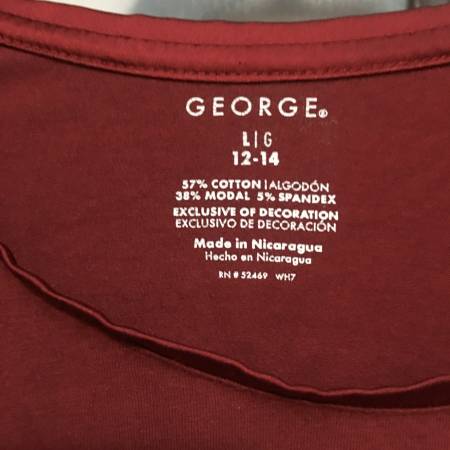 GEORGE®
L|G
12-14
57% COTTON | ALGODÓN
38% MODAL 5% SPANDEX
EXCLUSIVE OF DECORATION
EXCLUSIVO DE DECORACIÓN
Made in Nicaragua
Hecho en Nicaragua
RN # 52469 WH7